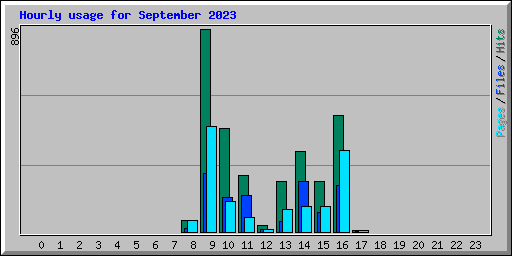 Hourly usage for September 2023
896
Pages/Files/Hits
0 1 2 3 4 5 6 7 8 9 10 11 12 13 14 15 16 17 18 19 20 21 22 23